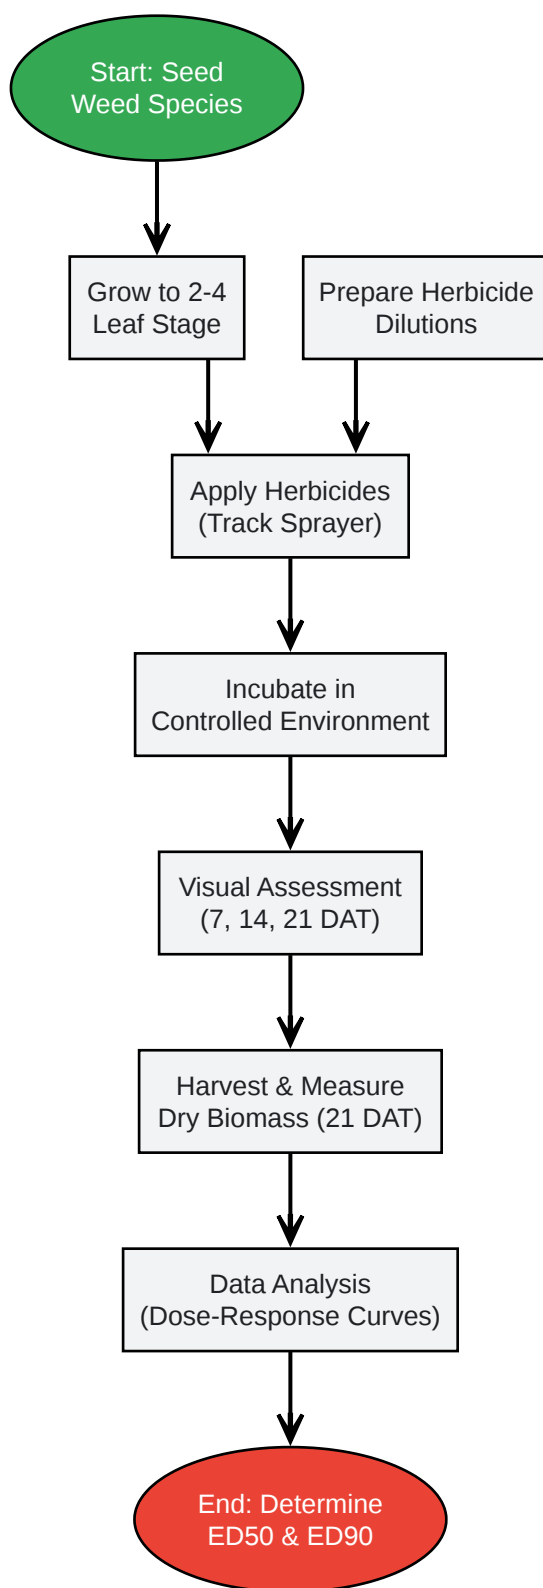 Start: Seed
Weed Species
Grow to 2-4
Leaf Stage
Prepare Herbicide
Dilutions
Apply Herbicides
(Track Sprayer)
Incubate in
Controlled Environment
Visual Assessment
(7, 14, 21 DAT)
Harvest & Measure
Dry Biomass (21 DAT)
Data Analysis
(Dose-Response Curves)
End: Determine
ED50 & ED90